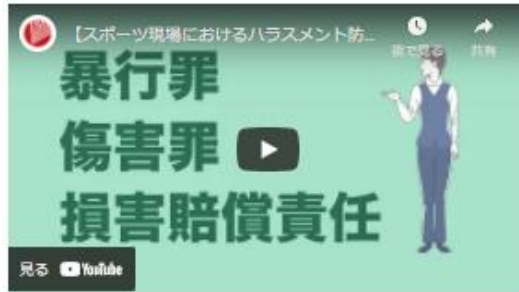 【スポーツ現場におけるハラスメント防...
後で見る 共有
暴行罪
傷害罪
損害賠償責任
見る YouTube